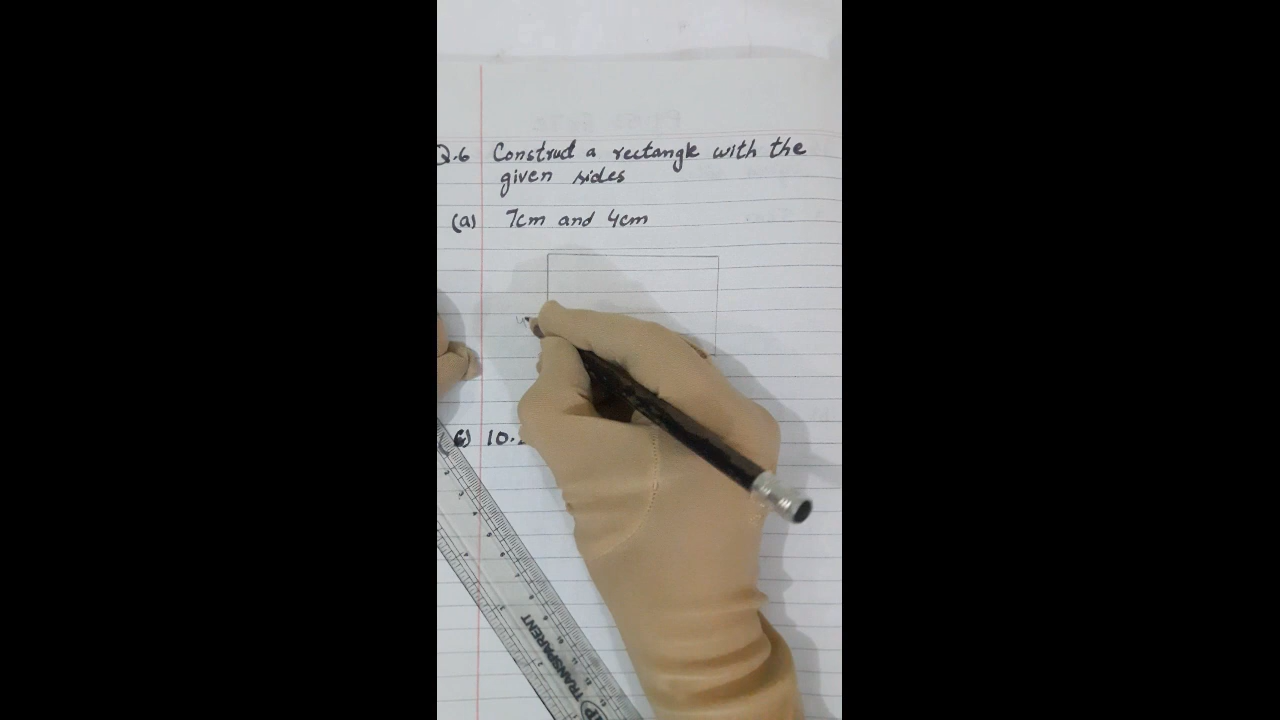 Q.6 Construct a rectangle with the
given sides
(a) 7cm and 4cm
c) 10.
TRANSPARENT